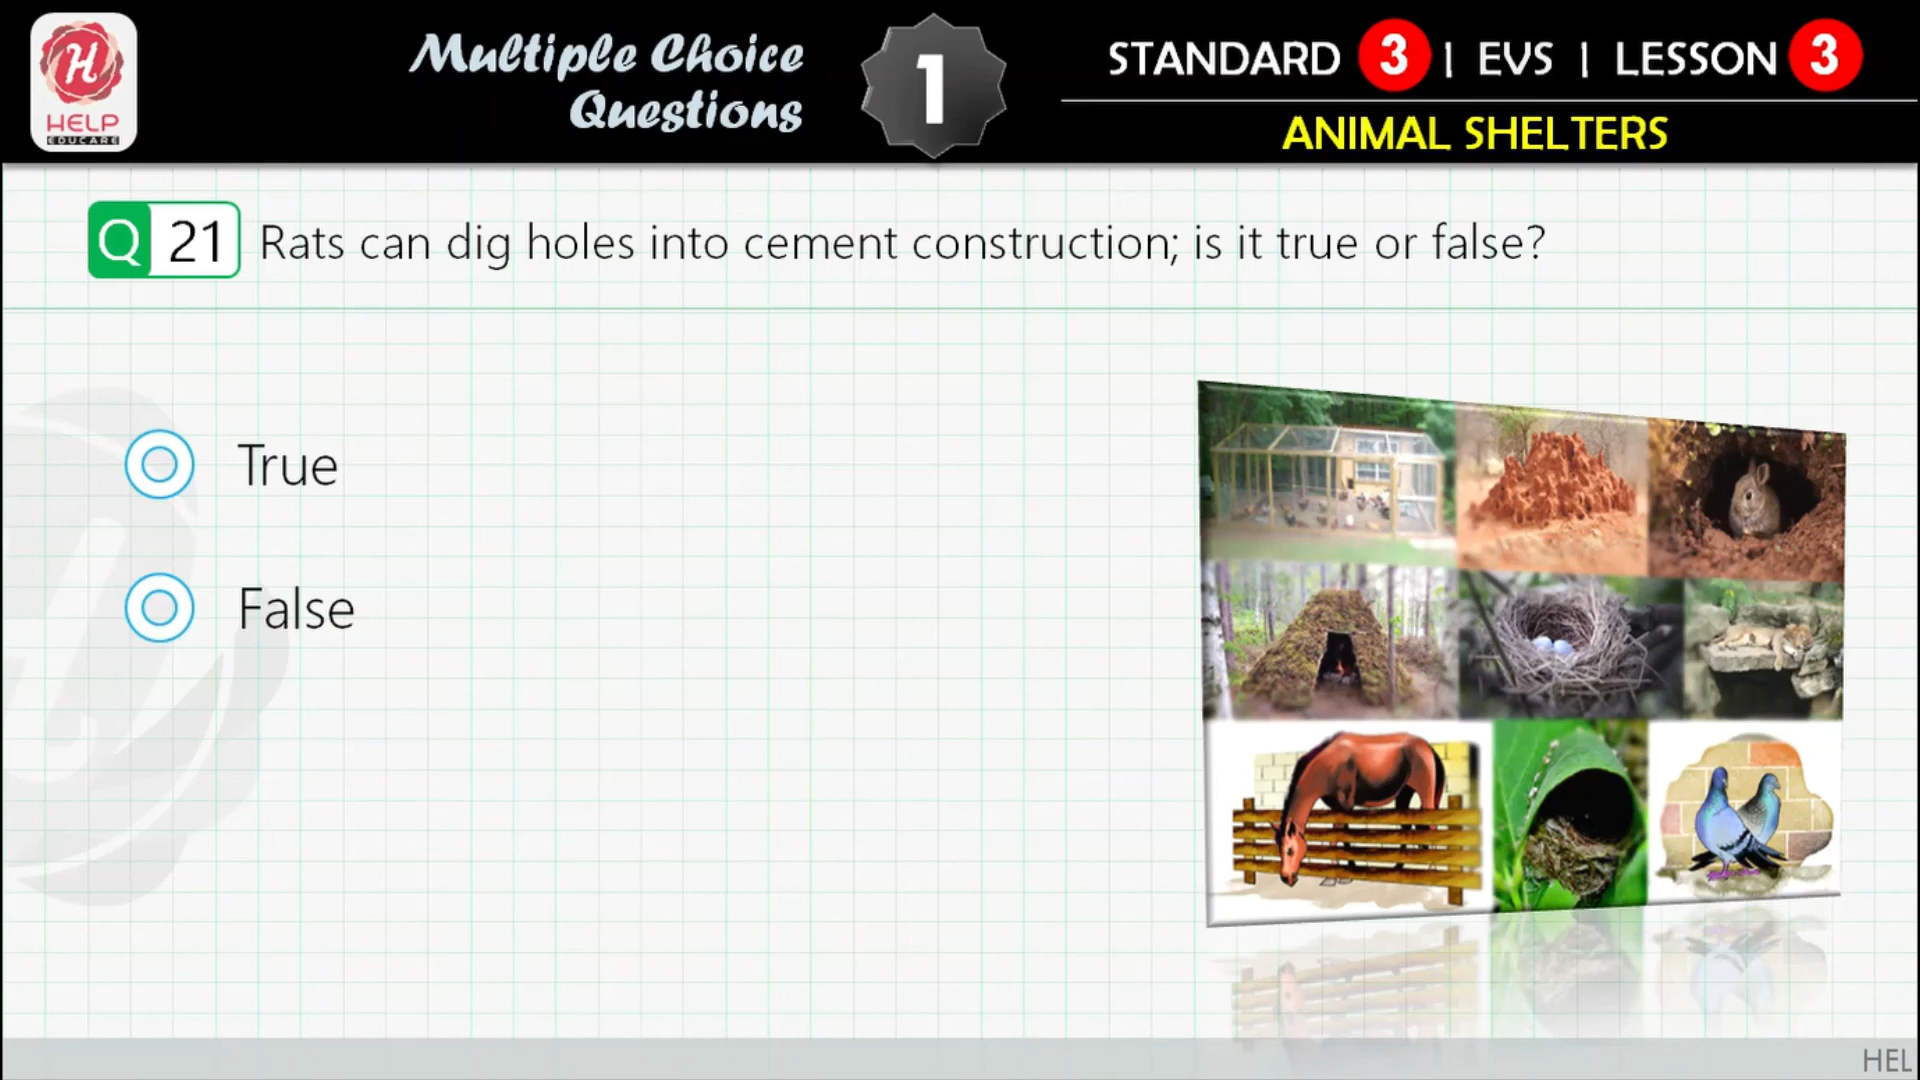 H
HELP
EDUCARE
Multiple Choice
Questions
1
STANDARD 3 | EVS | LESSON 3
ANIMAL SHELTERS
Q 21 Rats can dig holes into cement construction; is it true or false?
True
False
HEL